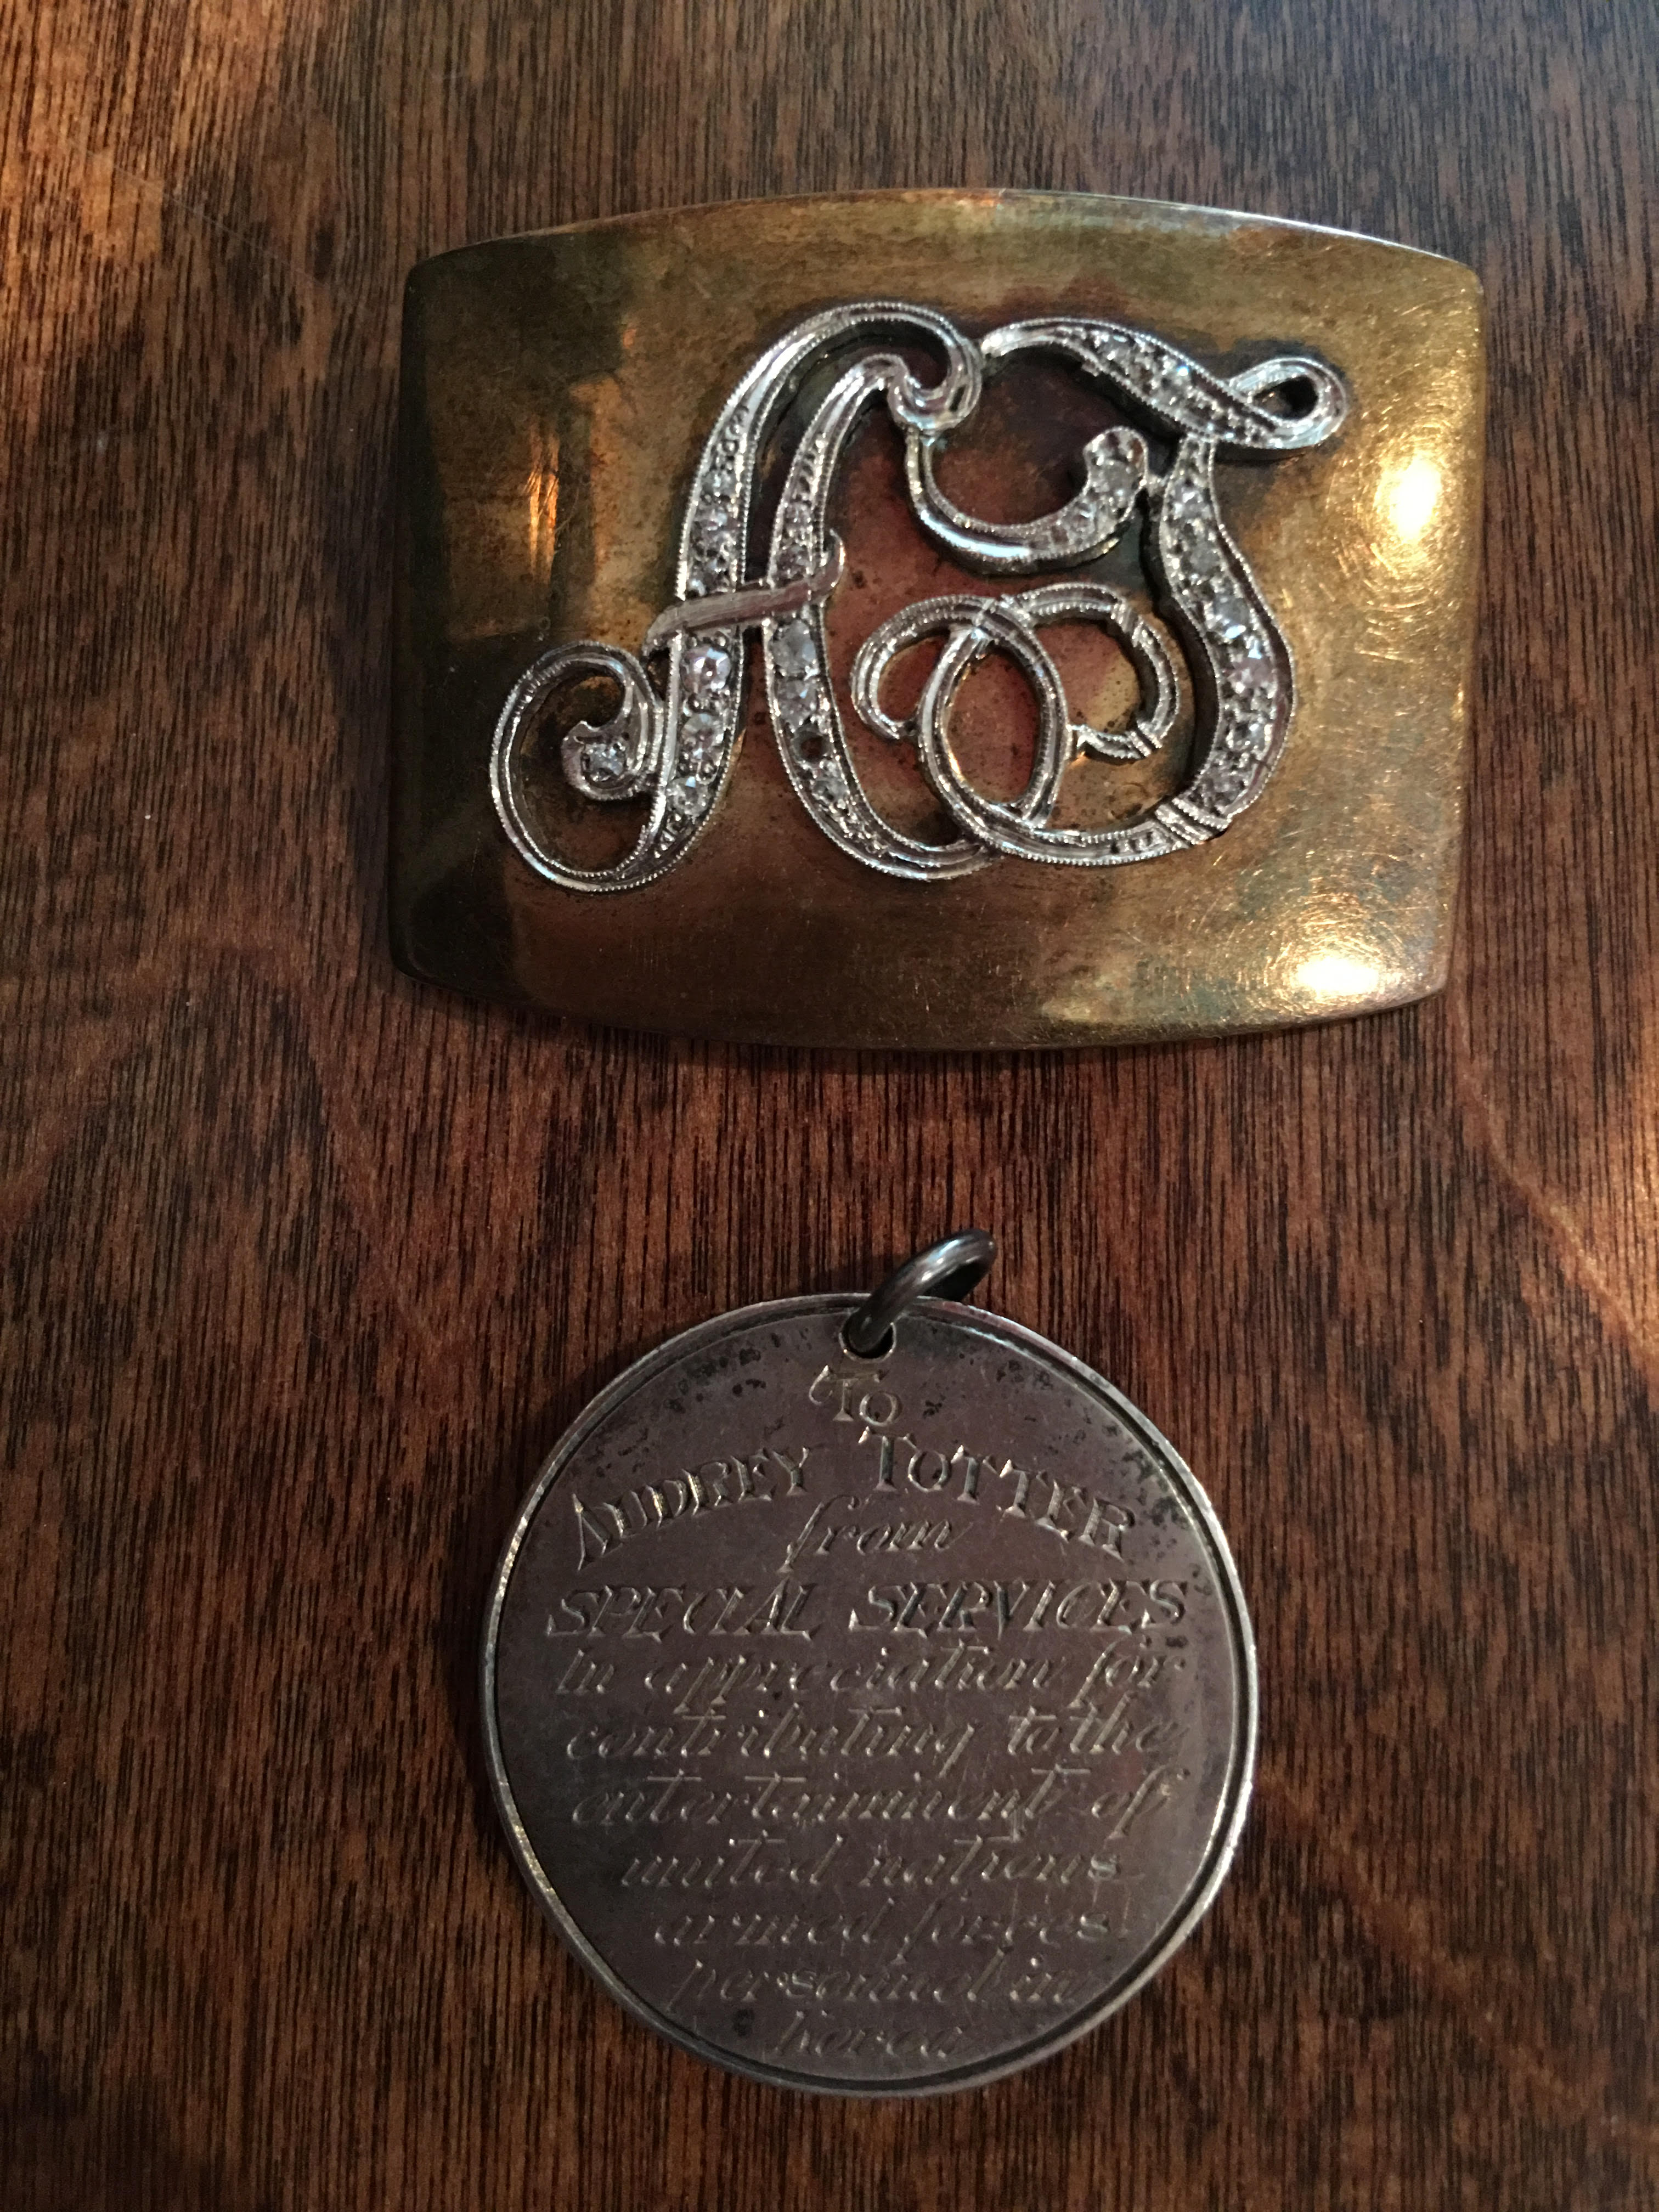 AT
To
AUDREY TOTTER
from
SPECIAL SERVICES
In appreciation for
contributing to the
entertainment of
united nations
armed forces
personnel in
korea